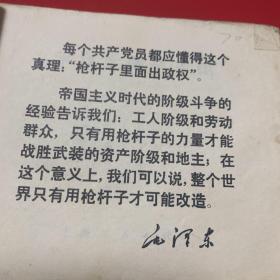 每个共产党员都应懂得这个
真理：“枪杆子里面出政权”。
帝国主义时代的阶级斗争的
经验告诉我们：工人阶级和劳动
群众，只有用枪杆子的力量才能
战胜武装的资产阶级和地主；在
这个意义上，我们可以说，整个世
界只有用枪杆子才可能改造。
毛泽东